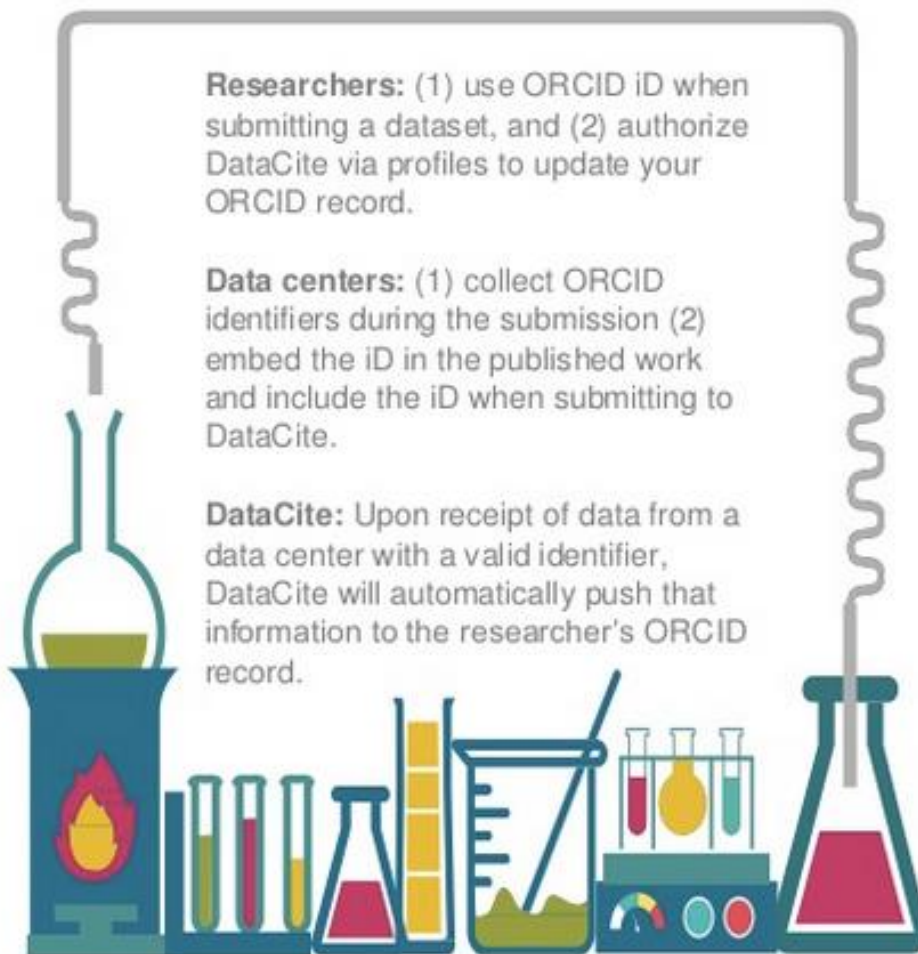 Researchers: (1) use ORCID iD when
submitting a dataset, and (2) authorize
DataCite via profiles to update your
ORCID record.
Data centers: (1) collect ORCID
identifiers during the submission (2)
embed the iD in the published work
and include the iD when submitting to
DataCite.
DataCite: Upon receipt of data from a
data center with a valid identifier,
DataCite will automatically push that
information to the researcher's ORCID
record.